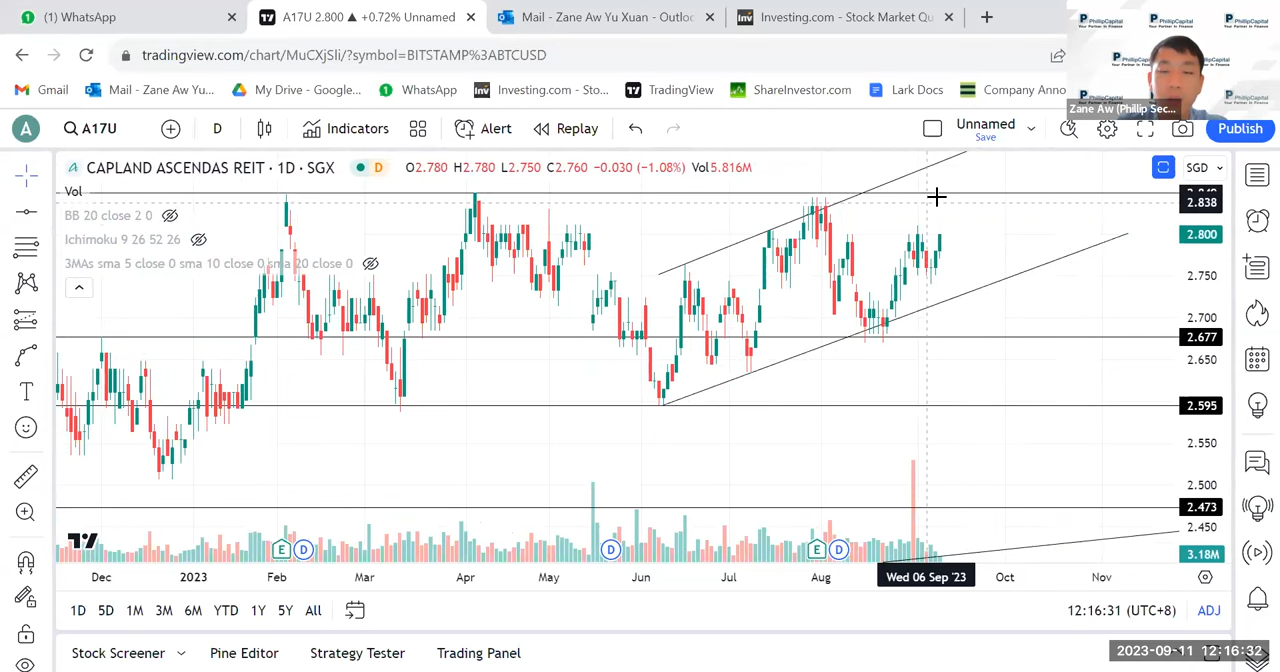 (1) WhatsApp
A17U 2.800 ▲ +0.72% Unnamed
Mail - Zane Aw Yu Xuan - Outloo
Investing.com - Stock Market Qu
tradingview.com/chart/MuCXjSli/?symbol=BITSTAMP%3ABTCUSD
Gmail
Mail - Zane Aw Yu...
My Drive - Google...
WhatsApp
Investing.com - Sto...
TradingView
ShareInvestor.com
Lark Docs
Company Anno
PhillipCapital
Your Partner In Finance
Zane Aw (Phillip Sec...
A
A17U
D
Indicators
Alert
Replay
Unnamed
Save
Publish
CAPLAND ASCENDAS REIT · 1D · SGX
D
O2.780 H2.780 L2.750 C2.760 −0.030 (−1.08%) Vol5.816M
SGD
Vol
BB 20 close 2 0
Ichimoku 9 26 52 26
3MAs sma 5 close 0 sma 10 close 0 sma 20 close 0
2.838
2.800
2.750
2.700
2.677
2.650
2.595
2.550
2.500
2.473
2.450
3.18M
E D D E D
Dec 2023 Feb Mar Apr May Jun Jul Aug Wed 06 Sep '23 Oct Nov
1D 5D 1M 3M 6M YTD 1Y 5Y All
12:16:31 (UTC+8) ADJ
Stock Screener Pine Editor Strategy Tester Trading Panel
2023-09-11 12:16:32